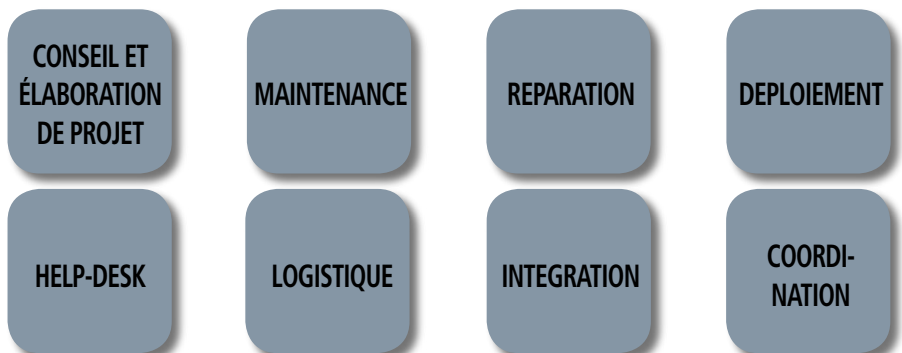 CONSEIL ET
ÉLABORATION
DE PROJET
MAINTENANCE
REPARATION
DEPLOIEMENT
HELP-DESK
LOGISTIQUE
INTEGRATION
COORDI-
NATION